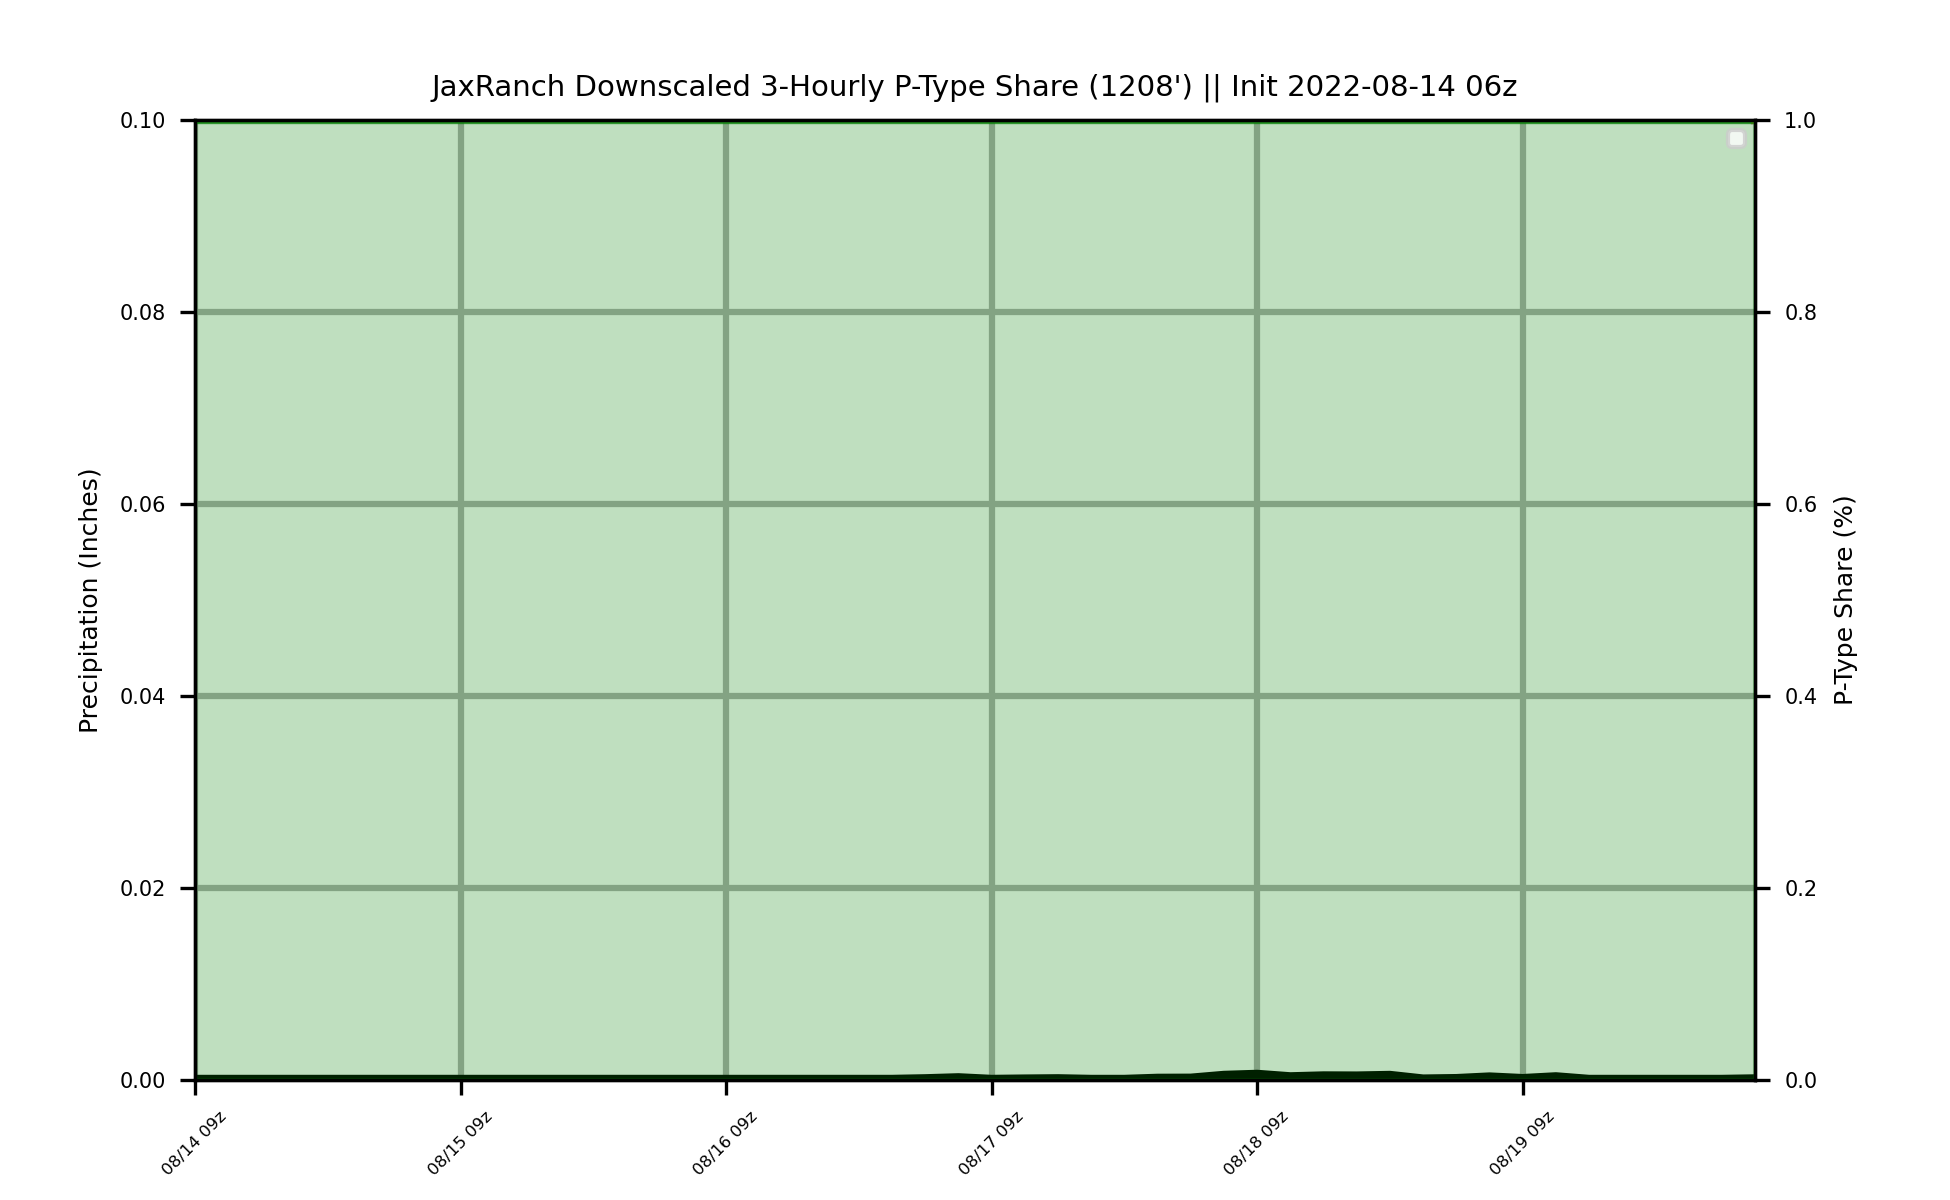 JaxRanch Downscaled 3-Hourly P-Type Share (1208') || Init 2022-08-14 06z
Precipitation (Inches)
0.10
0.08
0.06
0.04
0.02
0.00
1.0
0.8
0.6
0.4
0.2
0.0
P-Type Share (%)
08/14 09z
08/15 09z
08/16 09z
08/17 09z
08/18 09z
08/19 09z